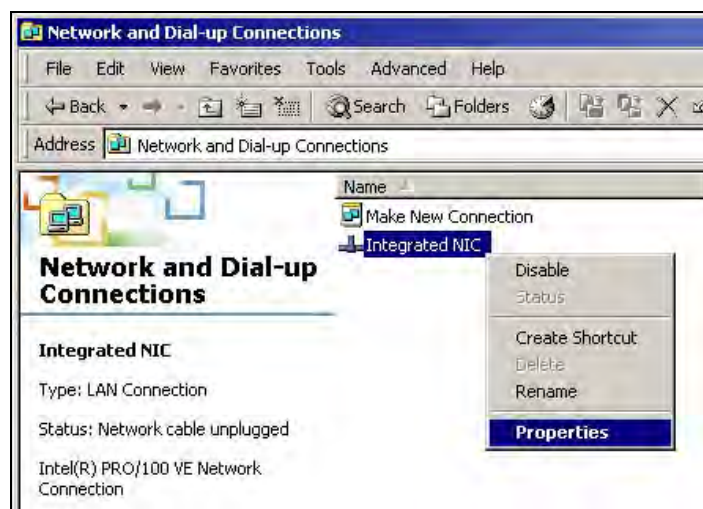 Network and Dial-up Connections
File Edit View Favorites Tools Advanced Help
Back Search Folders
Address Network and Dial-up Connections
Name
Make New Connection
Integrated NIC
Network and Dial-up
Connections
Integrated NIC
Type: LAN Connection
Status: Network cable unplugged
Intel(R) PRO/100 VE Network
Connection
Disable
Status
Create Shortcut
Delete
Rename
Properties